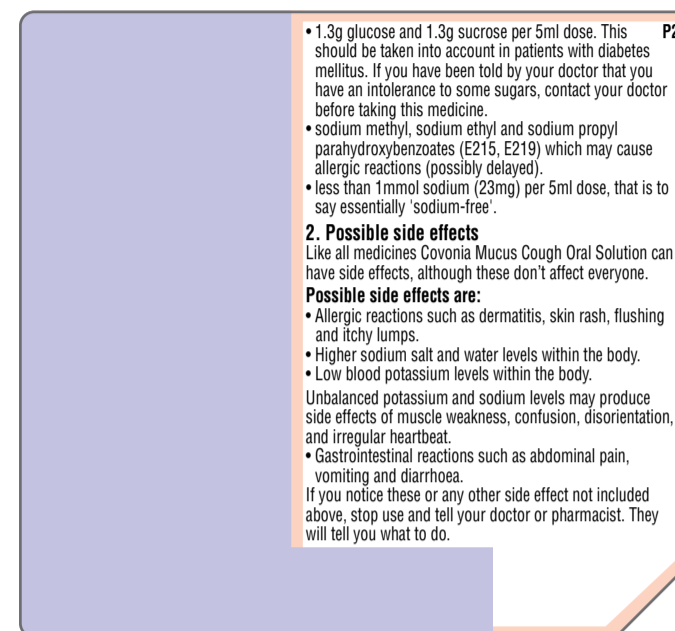 • 1.3g glucose and 1.3g sucrose per 5ml dose. This P2
should be taken into account in patients with diabetes
mellitus. If you have been told by your doctor that you
have an intolerance to some sugars, contact your doctor
before taking this medicine.
• sodium methyl, sodium ethyl and sodium propyl
parahydroxybenzoates (E215, E219) which may cause
allergic reactions (possibly delayed).
• less than 1mmol sodium (23mg) per 5ml dose, that is to
say essentially 'sodium-free'.
2. Possible side effects
Like all medicines Covonia Mucus Cough Oral Solution can
have side effects, although these don’t affect everyone.
Possible side effects are:
• Allergic reactions such as dermatitis, skin rash, flushing
and itchy lumps.
• Higher sodium salt and water levels within the body.
• Low blood potassium levels within the body.
Unbalanced potassium and sodium levels may produce
side effects of muscle weakness, confusion, disorientation,
and irregular heartbeat.
• Gastrointestinal reactions such as abdominal pain,
vomiting and diarrhoea.
If you notice these or any other side effect not included
above, stop use and tell your doctor or pharmacist. They
will tell you what to do.